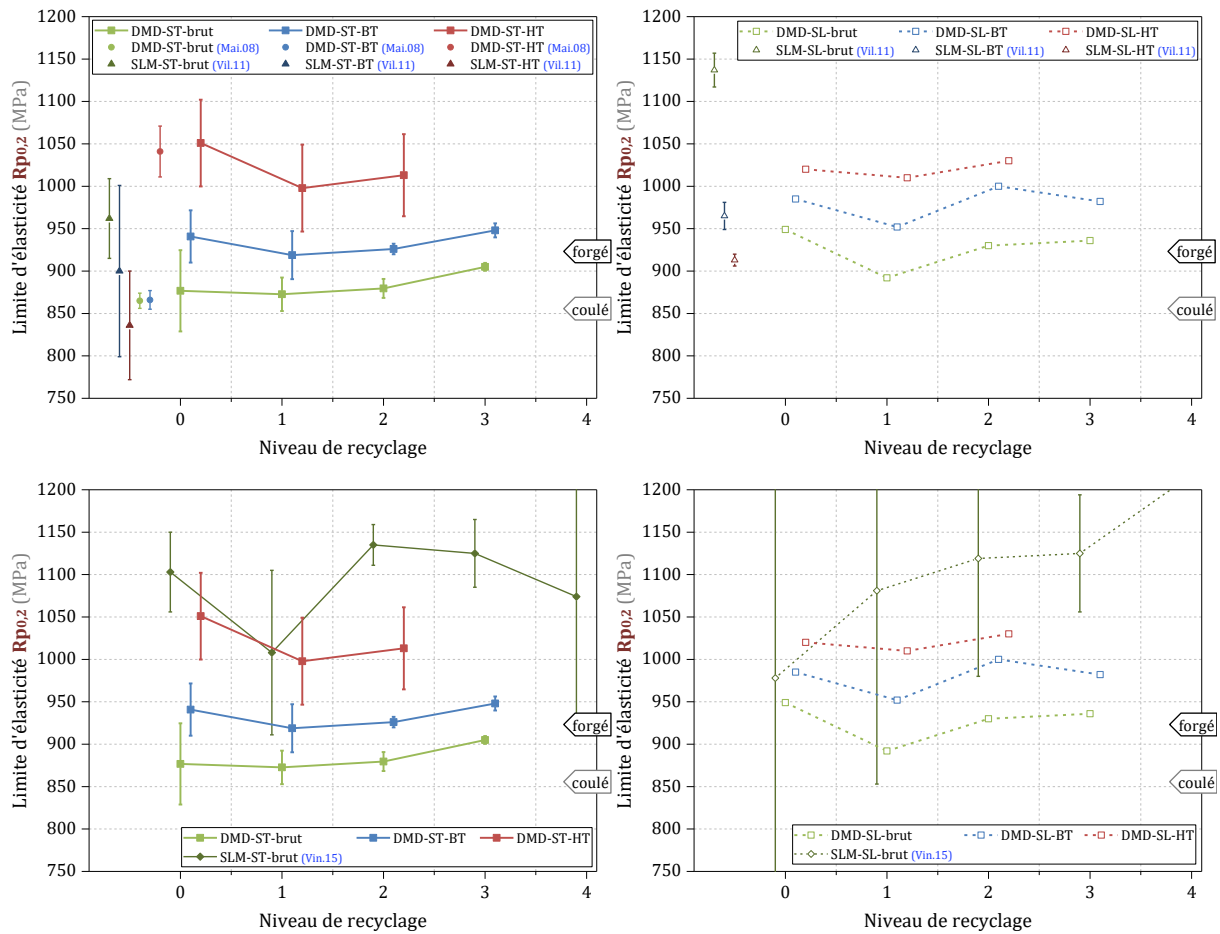 DMD-ST-brut DMD-ST-BT DMD-ST-HT
DMD-ST-brut (Mai.08) DMD-ST-BT (Mai.08) DMD-ST-HT (Mai.08)
SLM-ST-brut (Vil.11) SLM-ST-BT (Vil.11) SLM-ST-HT (Vil.11)
1200
1150
1100
1050
1000
950
900
850
800
750
Limite d'élasticité Rp0,2 (MPa)
forgé
coulé
0 1 2 3 4
Niveau de recyclage
DMD-SL-brut DMD-SL-BT DMD-SL-HT
SLM-SL-brut (Vil.11) SLM-SL-BT (Vil.11) SLM-SL-HT (Vil.11)
1200
1150
1100
1050
1000
950
900
850
800
750
Limite d'élasticité Rp0,2 (MPa)
forgé
coulé
0 1 2 3 4
Niveau de recyclage
1200
1150
1100
1050
1000
950
900
850
800
750
Limite d'élasticité Rp0,2 (MPa)
forgé
coulé
DMD-ST-brut DMD-ST-BT DMD-ST-HT
SLM-ST-brut (Vin.15)
0 1 2 3 4
Niveau de recyclage
1200
1150
1100
1050
1000
950
900
850
800
750
Limite d'élasticité Rp0,2 (MPa)
forgé
coulé
DMD-SL-brut DMD-SL-BT DMD-SL-HT
SLM-SL-brut (Vin.15)
0 1 2 3 4
Niveau de recyclage